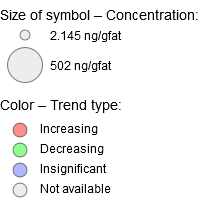 Size of symbol – Concentration:
2.145 ng/gfat
502 ng/gfat
Color – Trend type:
Increasing
Decreasing
Insignificant
Not available